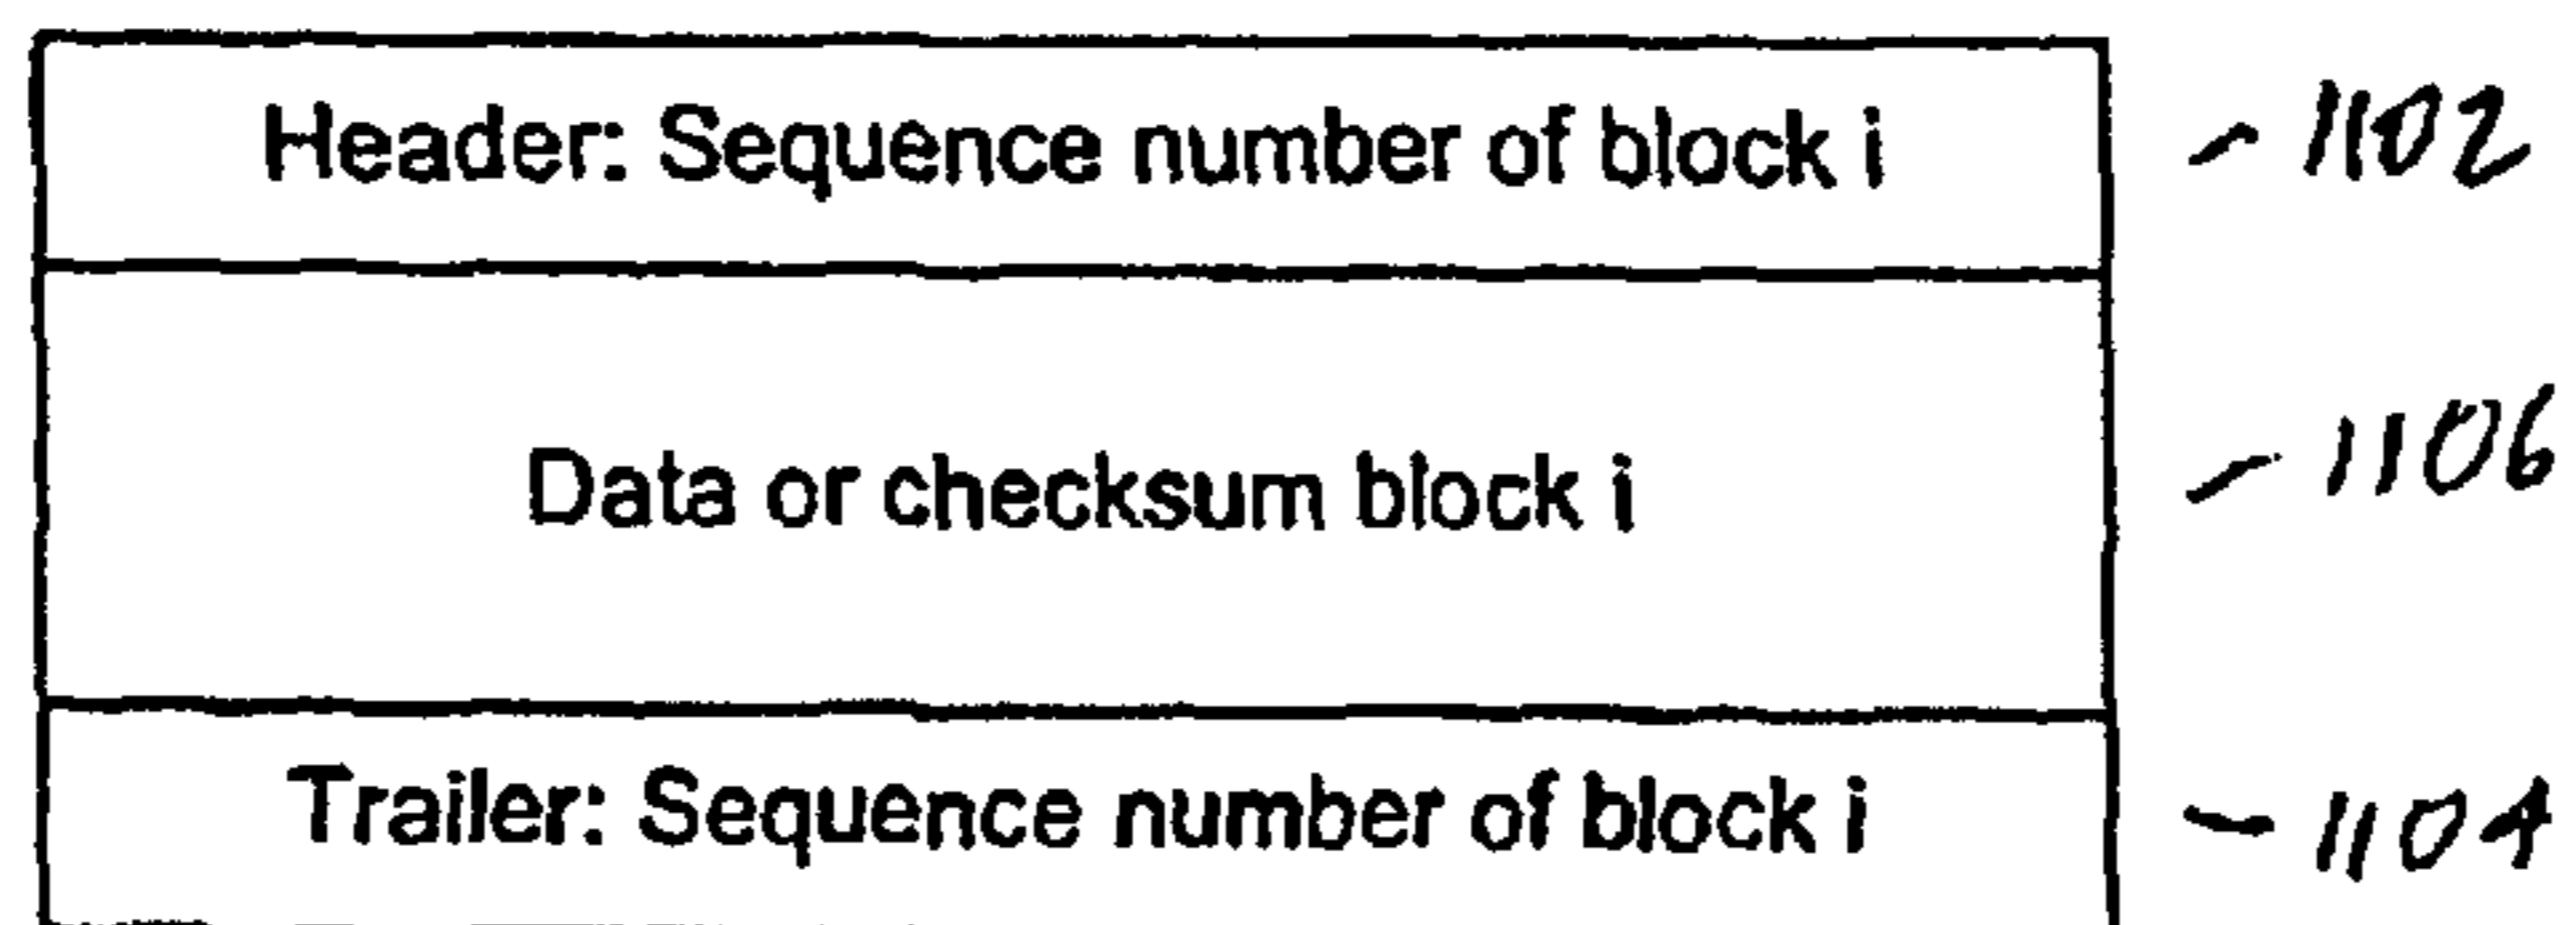 Header: Sequence number of block i - 1102
Data or checksum block i - 1106
Trailer: Sequence number of block i - 1104